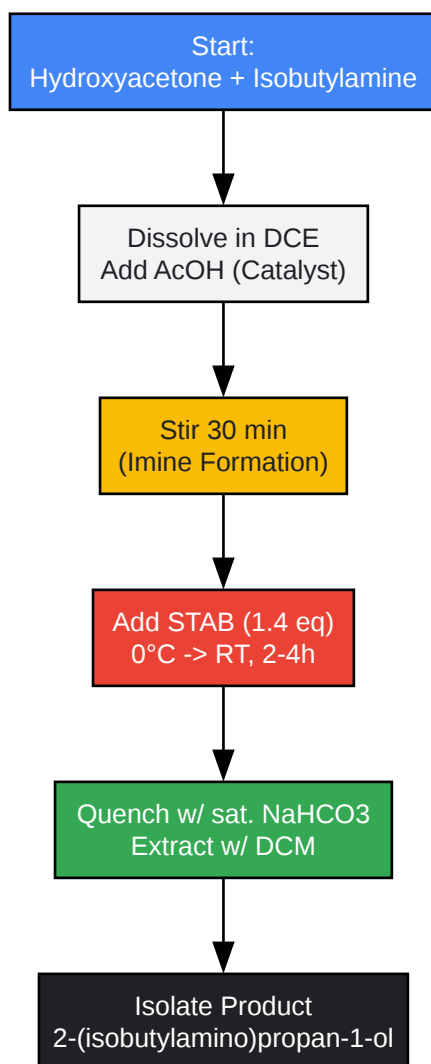 Start:
Hydroxyacetone + Isobutylamine
Dissolve in DCE
Add AcOH (Catalyst)
Stir 30 min
(Imine Formation)
Add STAB (1.4 eq)
0°C -> RT, 2-4h
Quench w/ sat. NaHCO3
Extract w/ DCM
Isolate Product
2-(isobutylamino)propan-1-ol